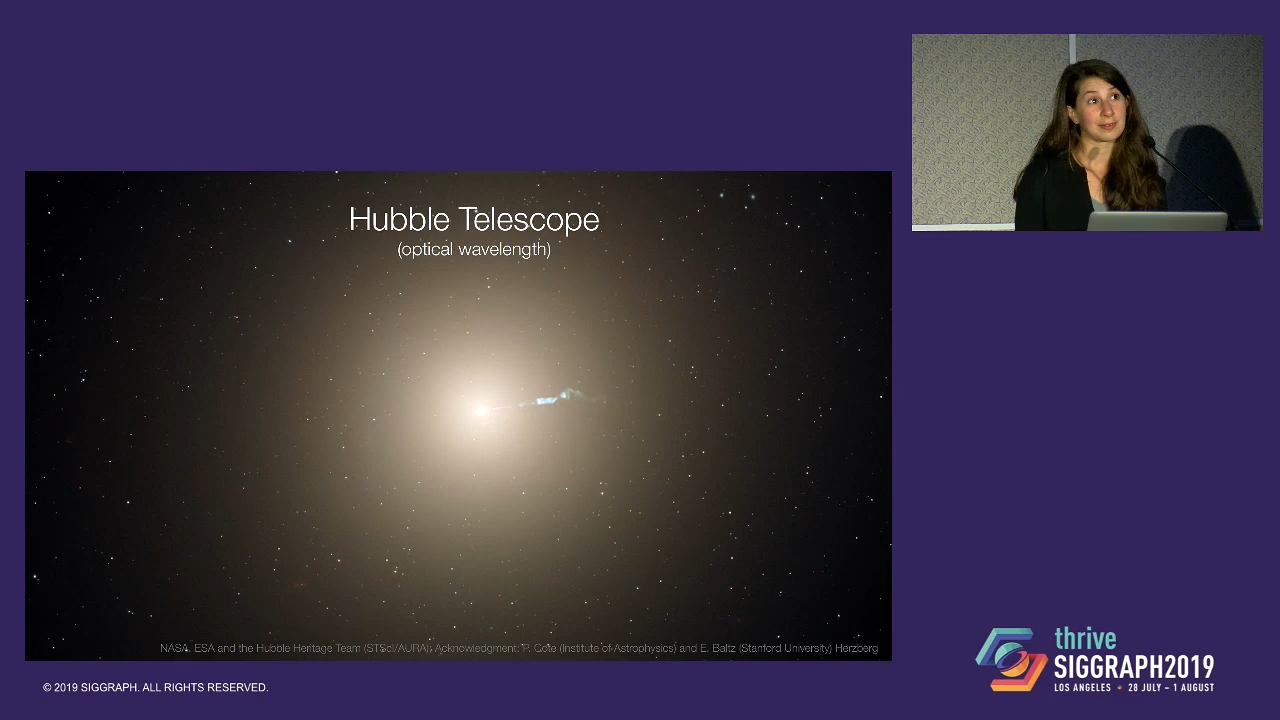 Hubble Telescope
(optical wavelength)
NASA, ESA and the Hubble Heritage Team (STScI/AURA); Acknowledgment: P. Cote (Institute of Astrophysics) and E. Baltz (Stanford University) Herzberg
thrive
SIGGRAPH2019
LOS ANGELES • 28 JULY – 1 AUGUST
© 2019 SIGGRAPH. ALL RIGHTS RESERVED.